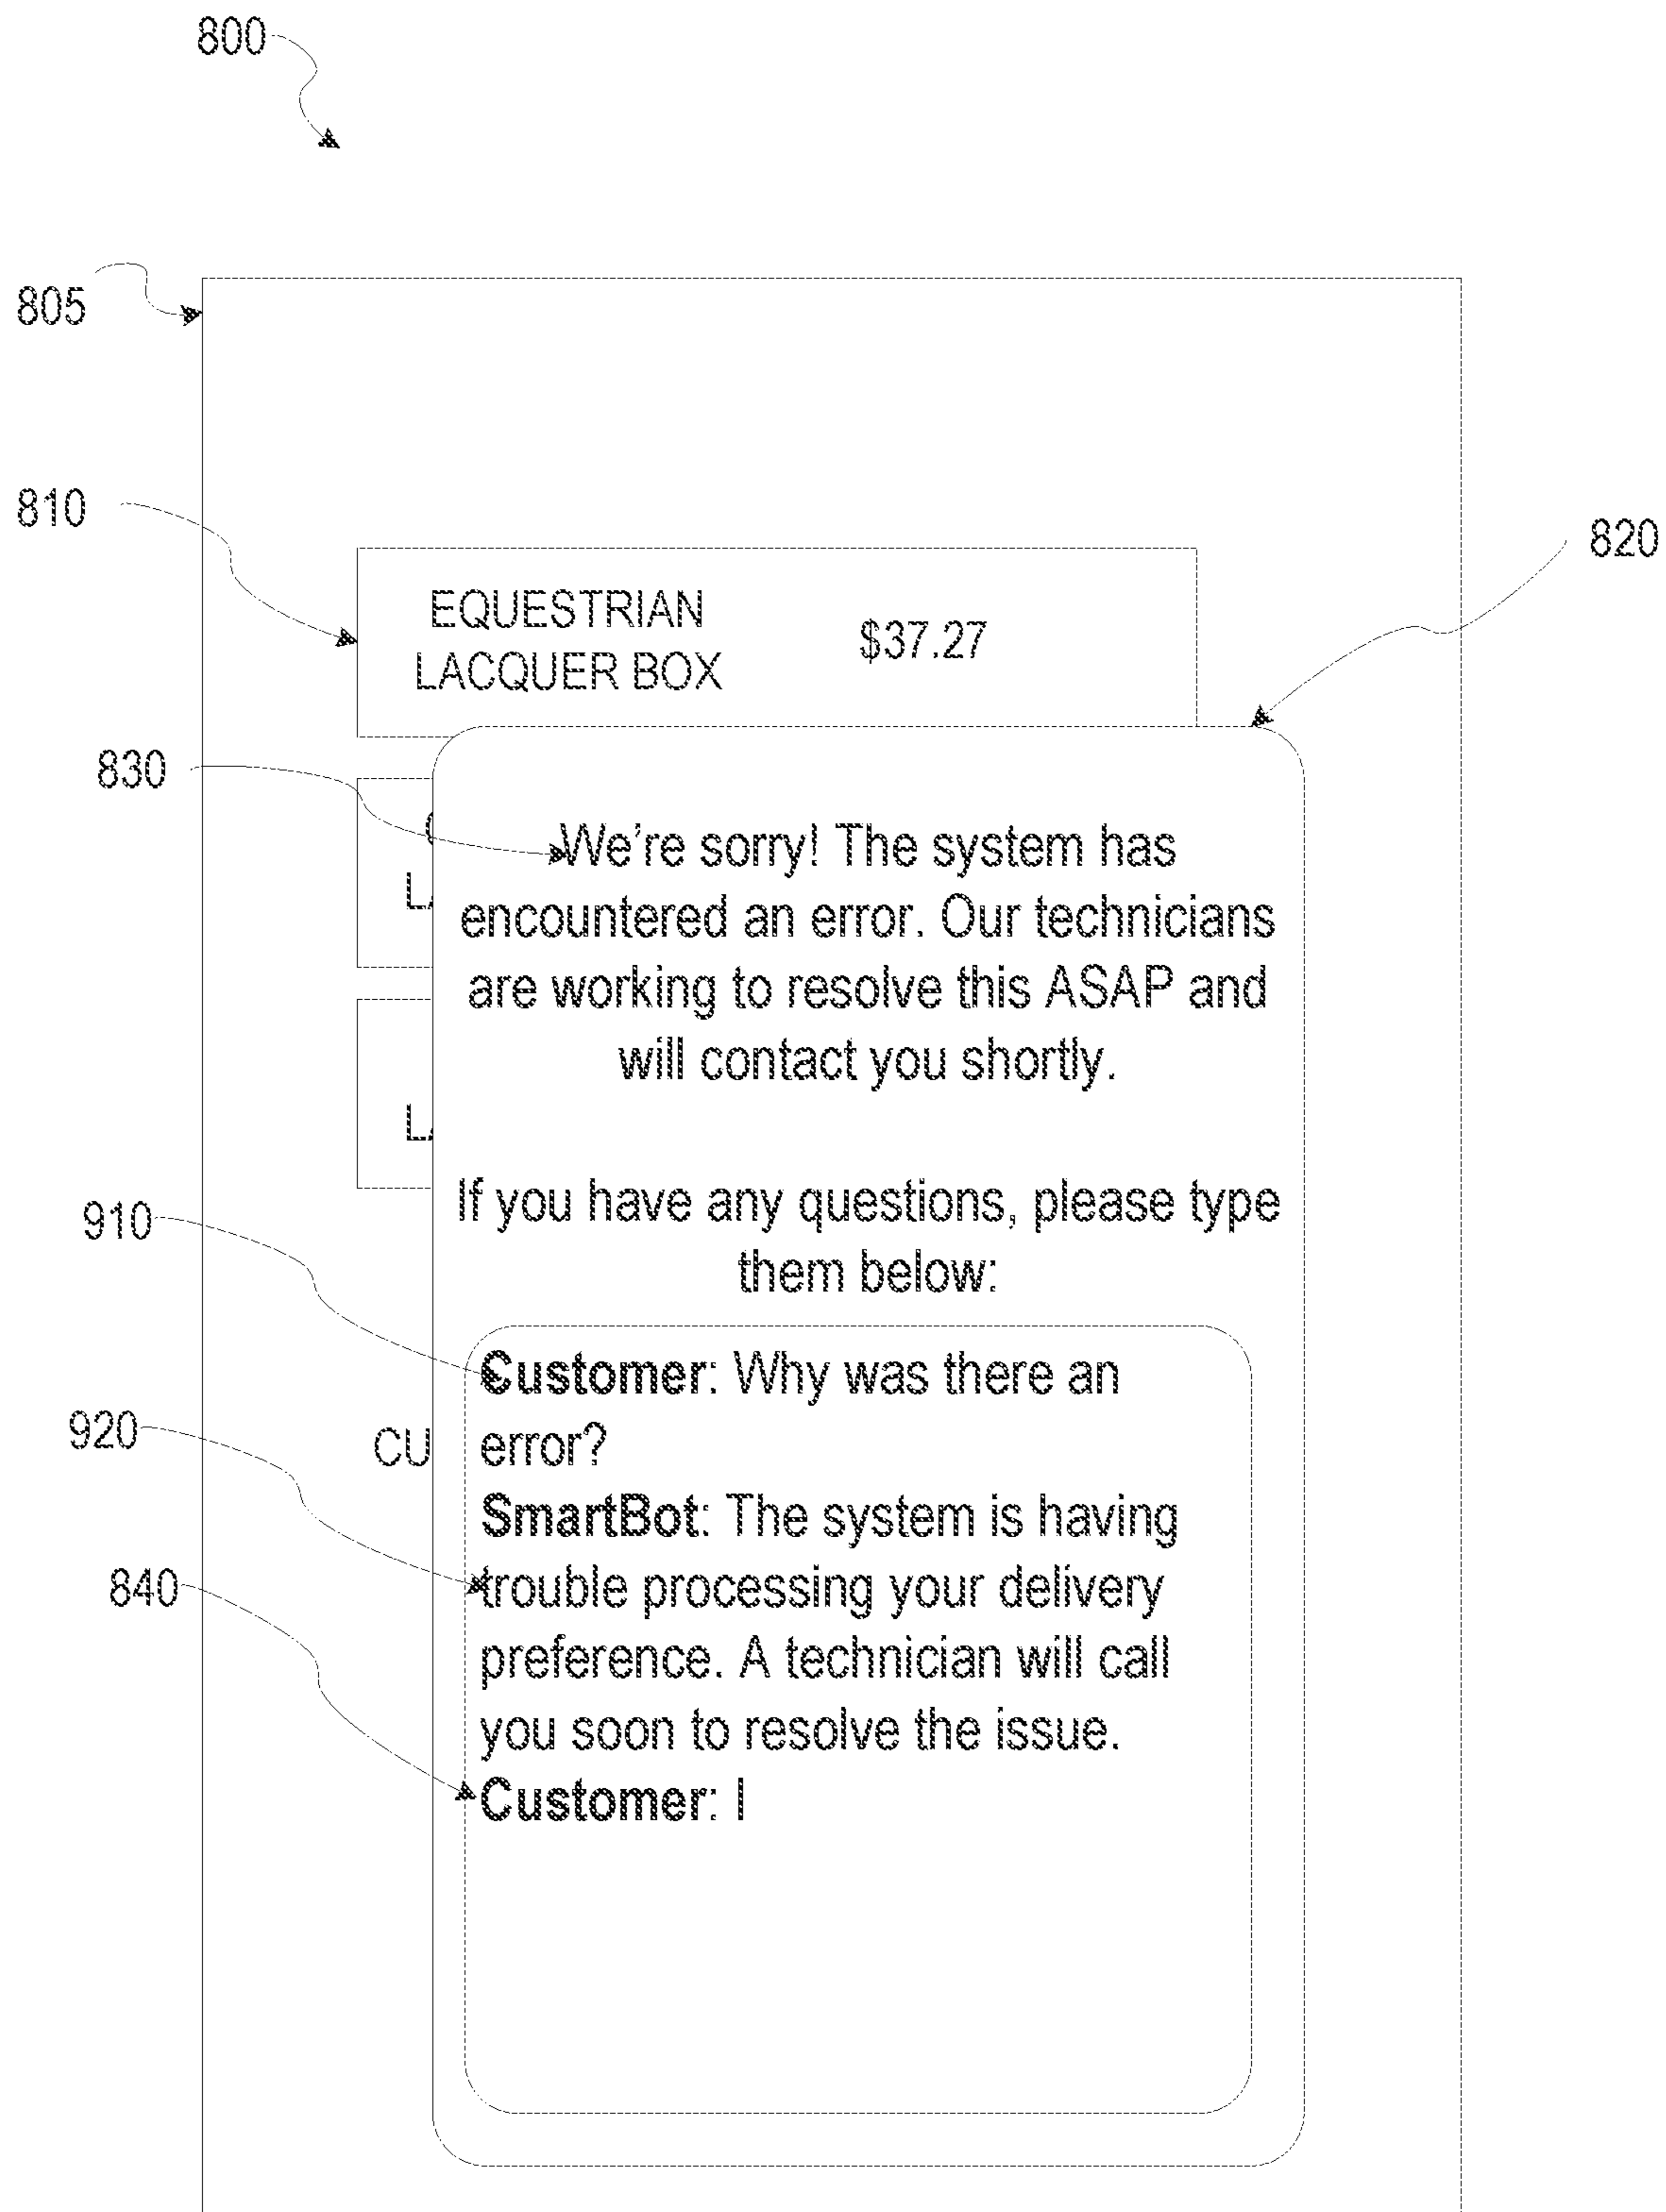 800
805
810
820
EQUESTRIAN
LACQUER BOX
$37.27
830
We're sorry! The system has
encountered an error. Our technicians
are working to resolve this ASAP and
will contact you shortly.
If you have any questions, please type
them below:
910
Customer: Why was there an
error?
920
CU
SmartBot: The system is having
trouble processing your delivery
840
preference. A technician will call
you soon to resolve the issue.
Customer: I